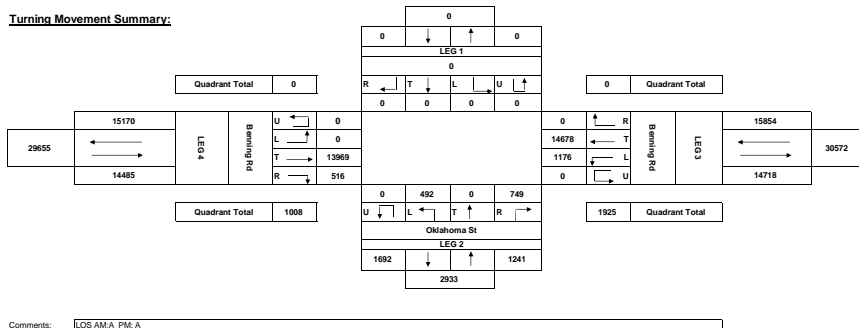 Turning Movement Summary:
0
0 0
LEG 1
0
Quadrant Total 0
R T L U
0 Quadrant Total
0 0 0 0
15170
U 0
0 R
15854
29655
LEG 4
Benning Rd
L 0
14678 T
Benning Rd
LEG 3
30572
T 13969
1176 L
14485
R 516
0 U
14718
0 492 0 749
Quadrant Total 1008
U L T R
1925 Quadrant Total
Oklahoma St
LEG 2
1692 1241
2933
Comments: LOS AM:A PM: A